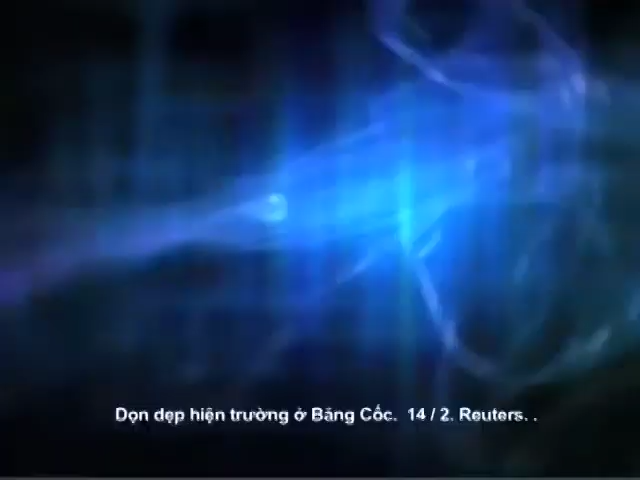 Dọn dẹp hiện trường ở Băng Cốc. 14 / 2. Reuters. .